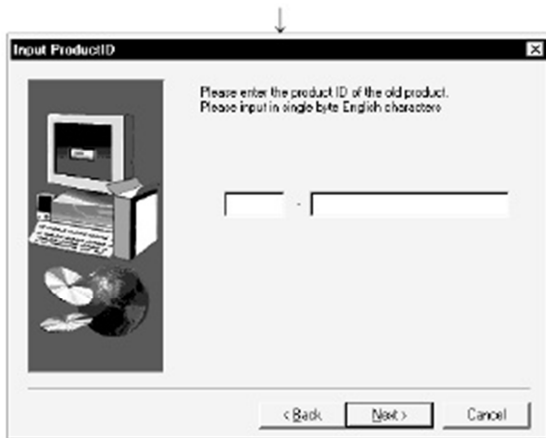 Input ProductID
Please enter the product ID of the old product.
Please input in single byte English characters
-
< Back
Next >
Cancel